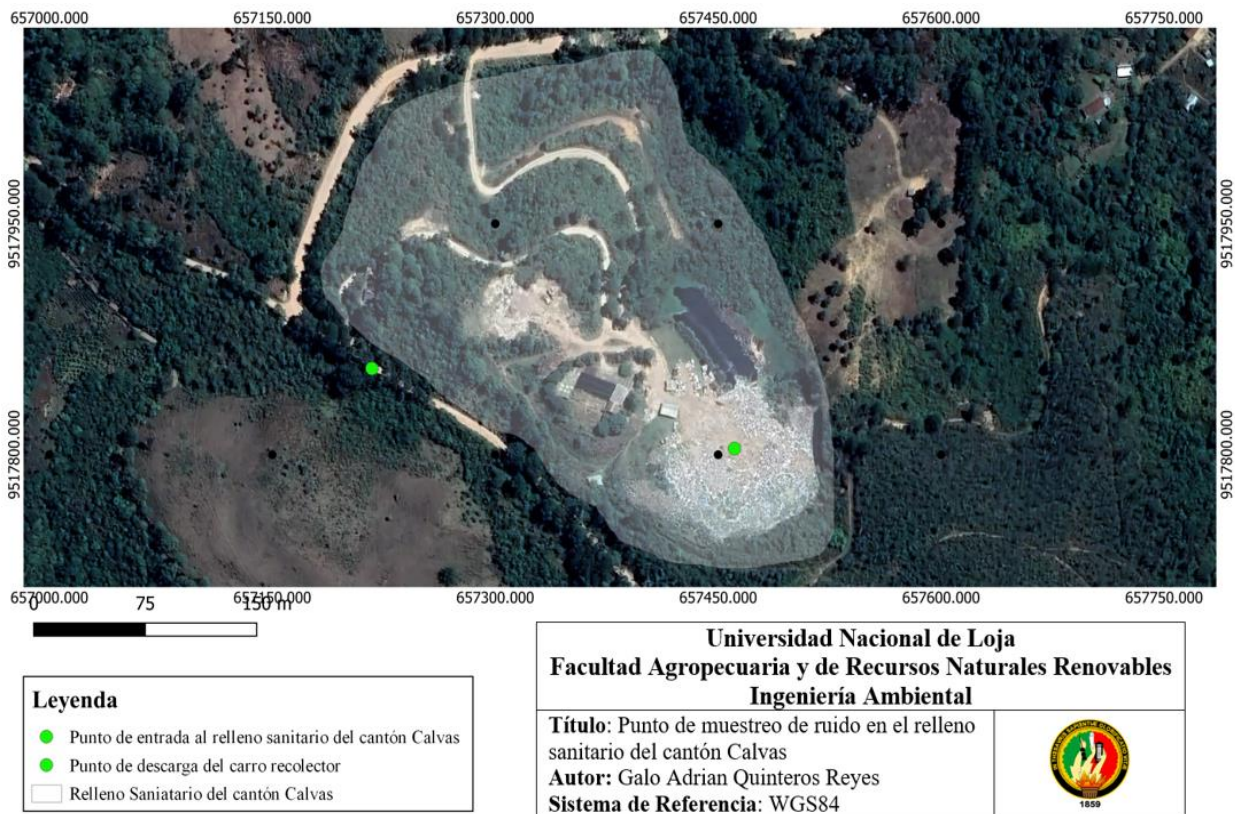 657000.000 657150.000 657300.000 657450.000 657600.000 657750.000
9517950.000
9517800.000
9517950.000
9517800.000
657000.000 657150.000 657300.000 657450.000 657600.000 657750.000
0 75 150 m
Leyenda
Punto de entrada al relleno sanitario del cantón Calvas
Punto de descarga del carro recolector
Relleno Saniatario del cantón Calvas
Universidad Nacional de Loja
Facultad Agropecuaria y de Recursos Naturales Renovables
Ingeniería Ambiental
Título: Punto de muestreo de ruido en el relleno
sanitario del cantón Calvas
Autor: Galo Adrian Quinteros Reyes
Sistema de Referencia: WGS84
1859